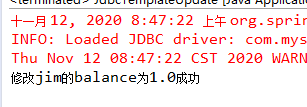 <terminated> JdbcTemplateUpdate [Java Application]
十一月 12, 2020 8:47:22 上午 org.spring
INFO: Loaded JDBC driver: com.mys
Thu Nov 12 08:47:22 CST 2020 WARN
修改jim的balance为1.0成功